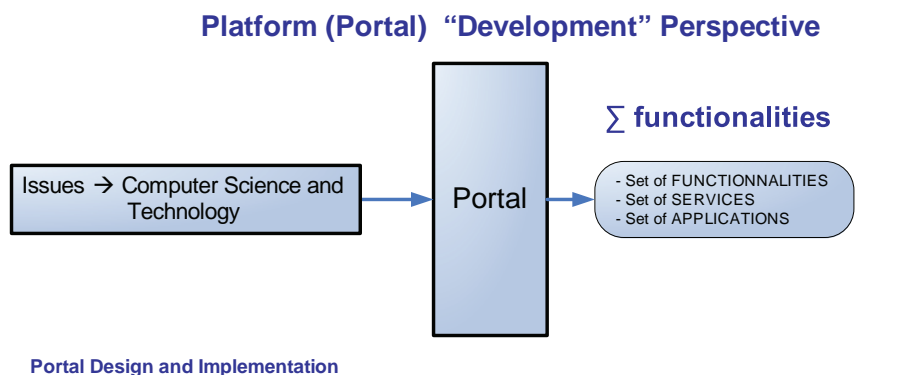 Platform (Portal) “Development” Perspective
∑ functionalities
Issues → Computer Science and
Technology
Portal
- Set of FUNCTIONNALITIES
- Set of SERVICES
- Set of APPLICATIONS
Portal Design and Implementation